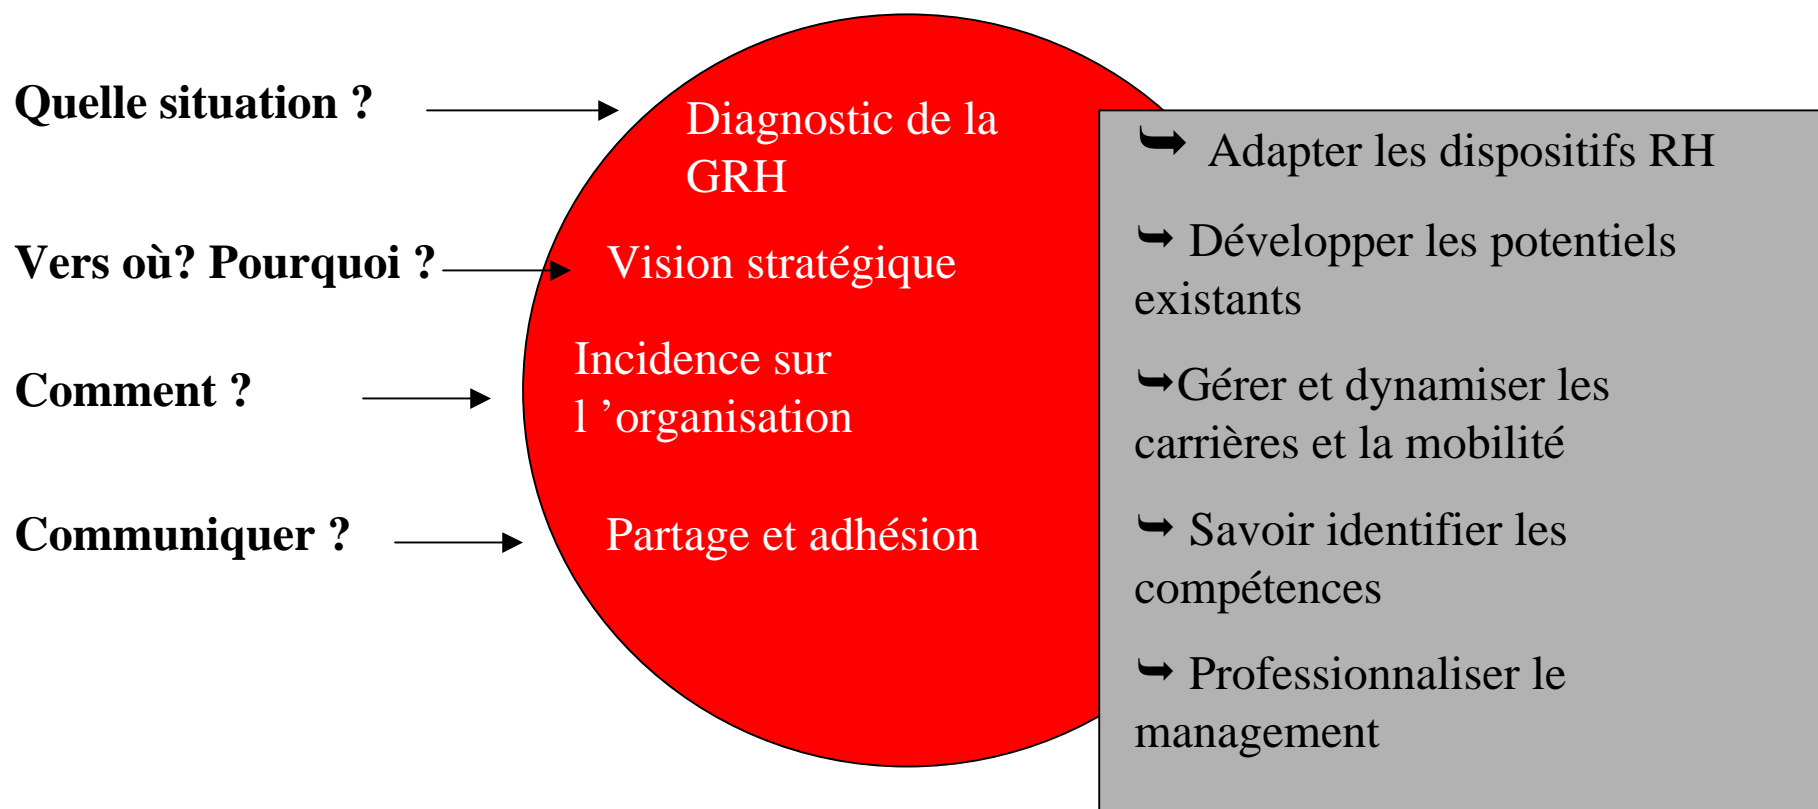 Quelle situation ?
Vers où? Pourquoi ?
Comment ?
Communiquer ?
Diagnostic de la
GRH
Vision stratégique
Incidence sur
l ’organisation
Partage et adhésion
➥ Adapter les dispositifs RH
➥ Développer les potentiels
existants
➥Gérer et dynamiser les
carrières et la mobilité
➥ Savoir identifier les
compétences
➥ Professionnaliser le
management